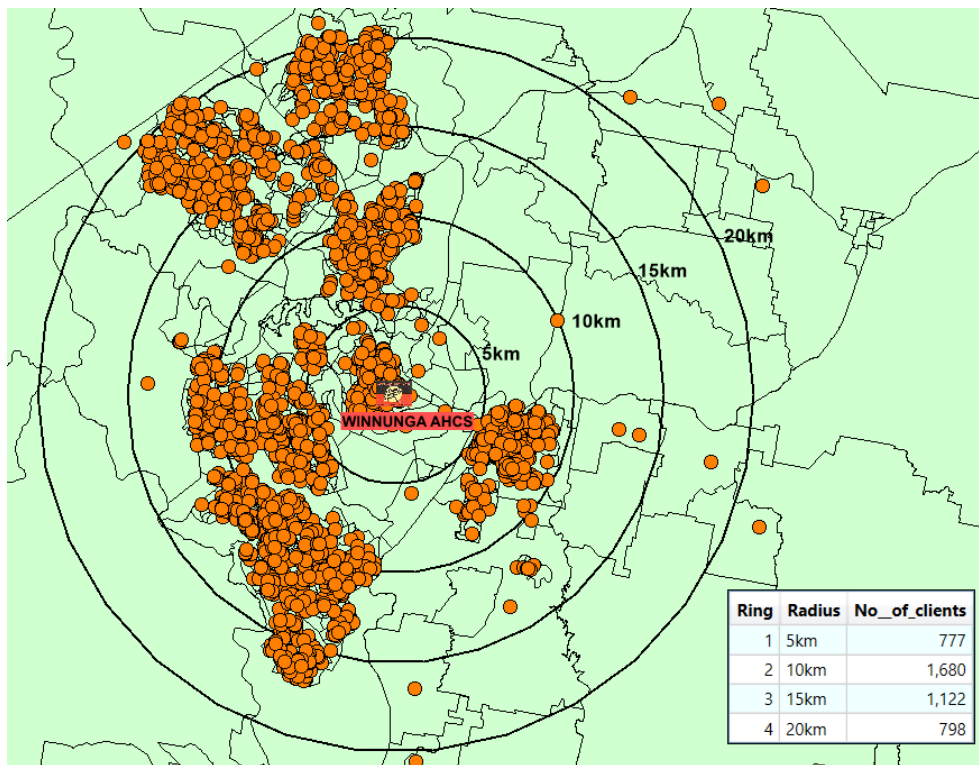 20km
15km
10km
5km
WINNUNGA AHCS
Ring Radius No__of_clients
1 5km 777
2 10km 1,680
3 15km 1,122
4 20km 798